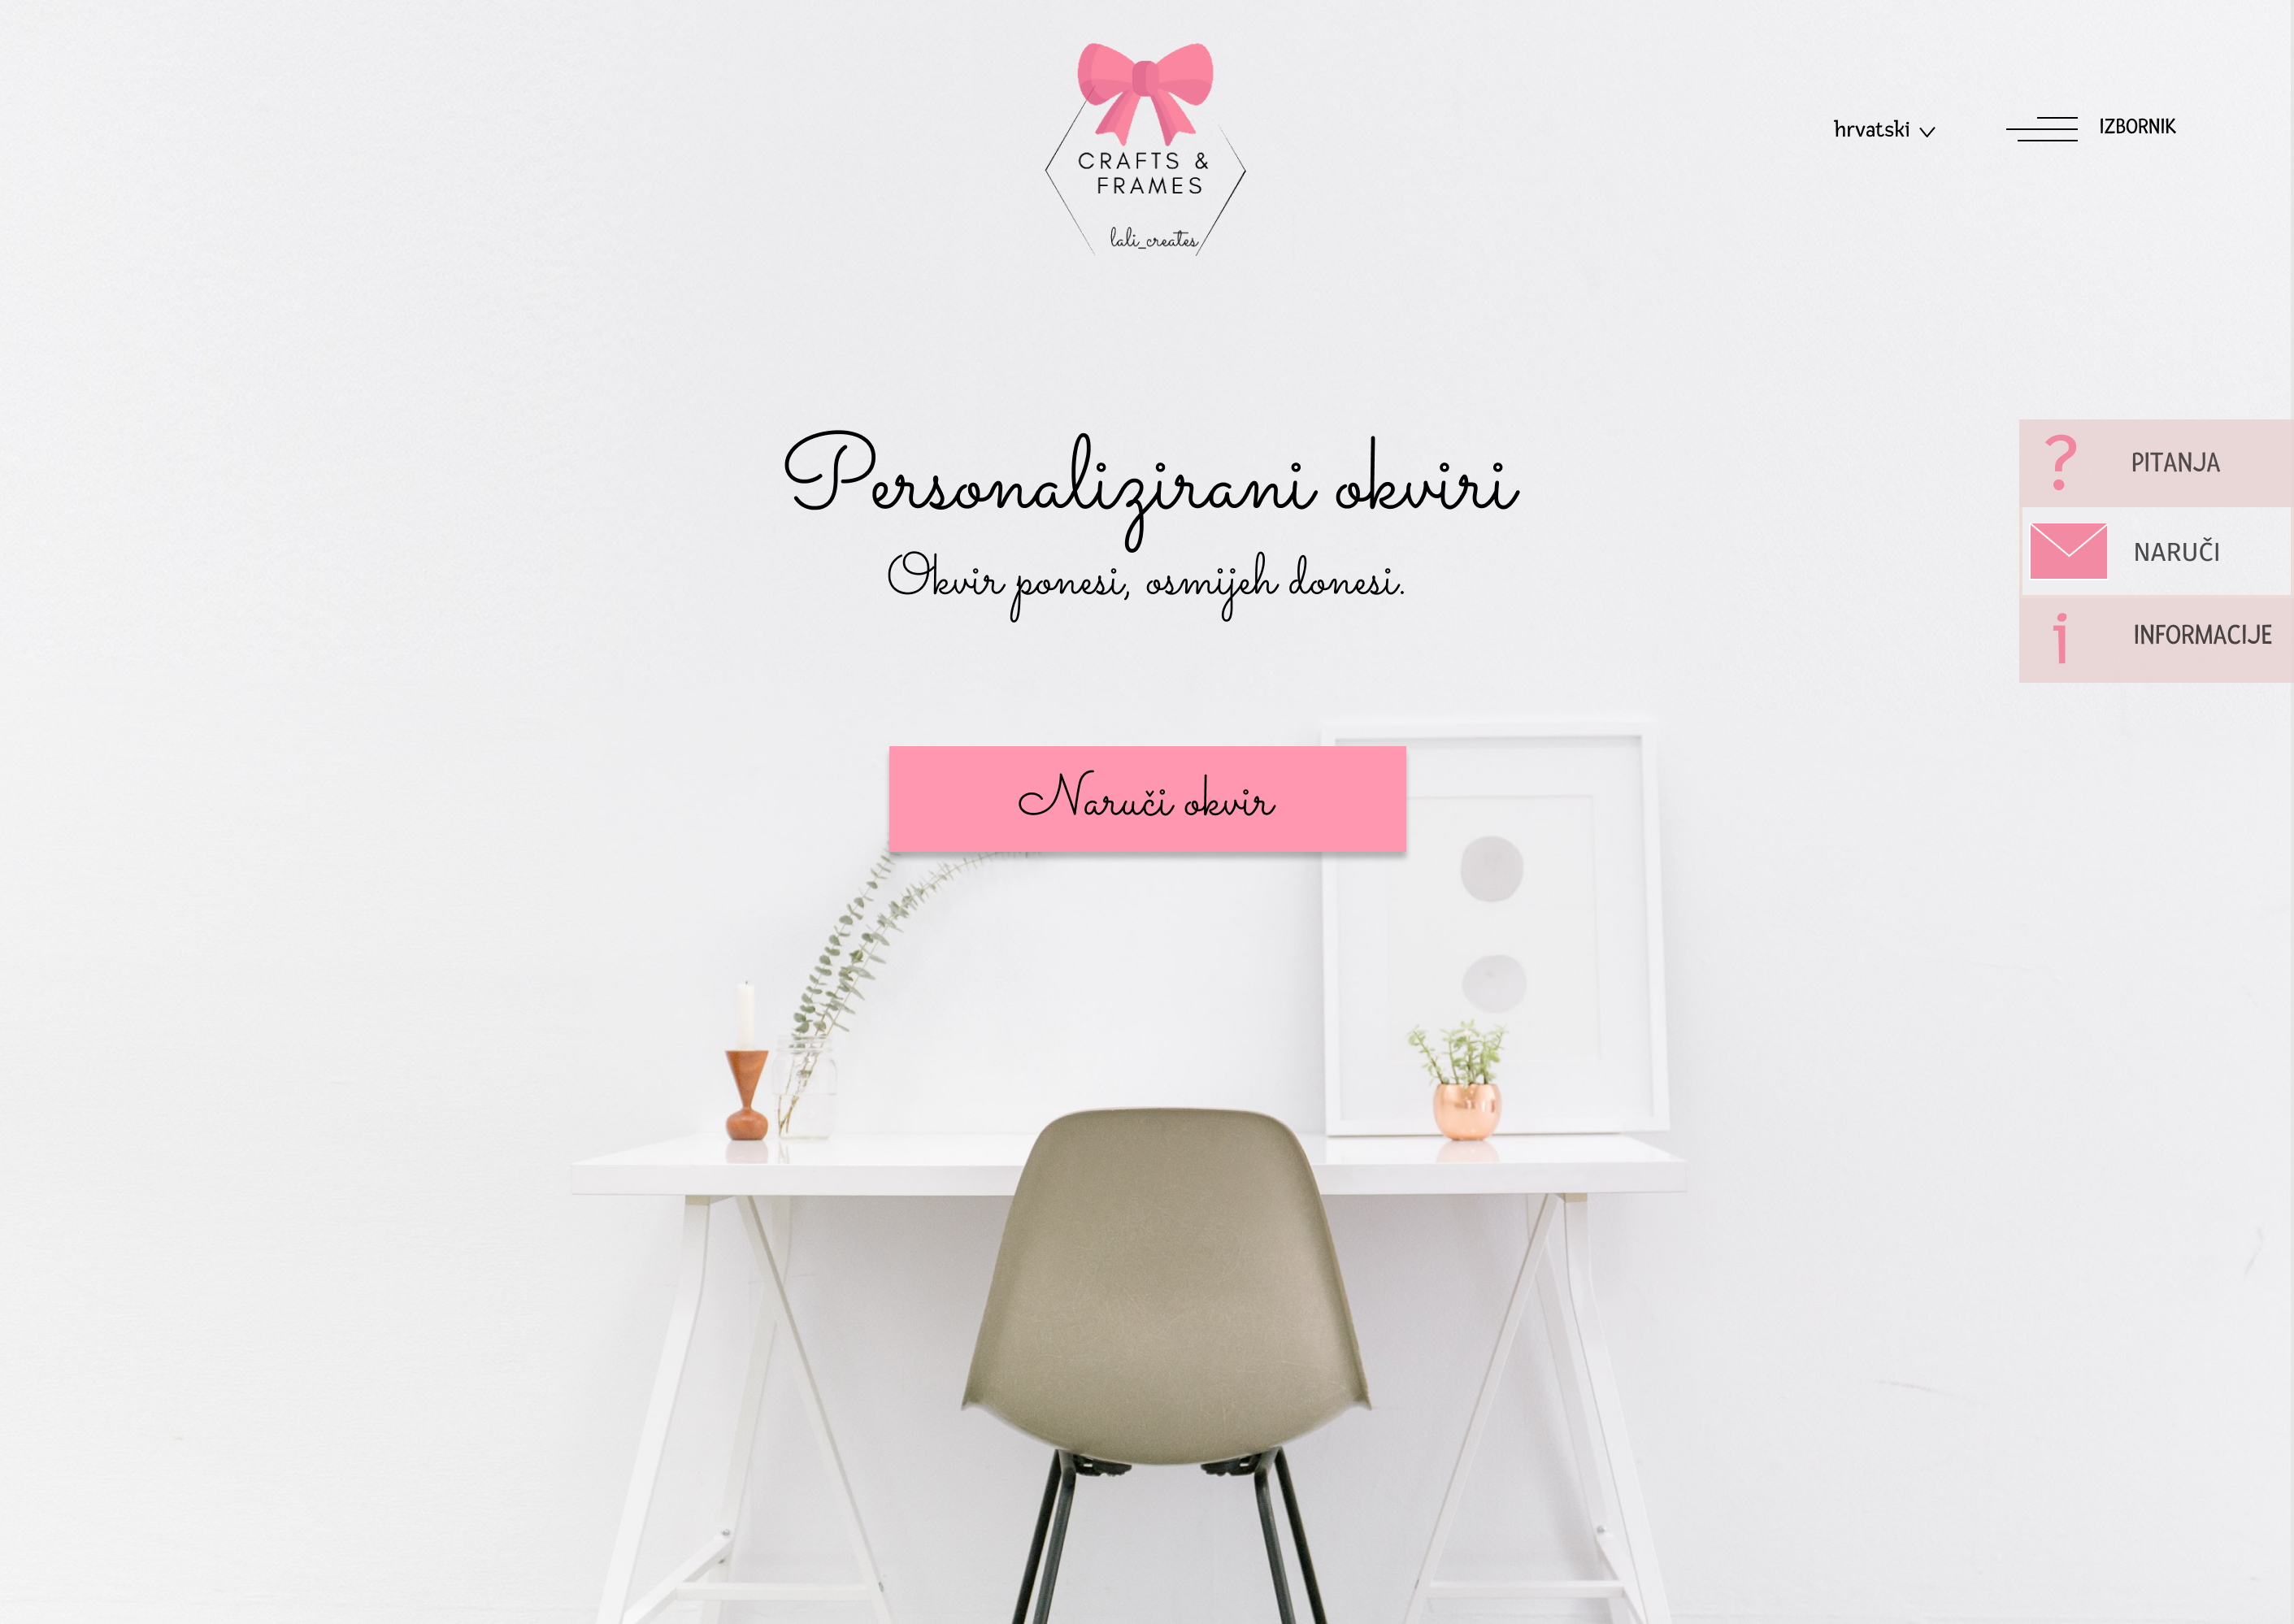 CRAFTS &
FRAMES
lali_creates
hrvatski
IZBORNIK
Personalizirani okviri
Okvir ponesi, osmijeh donesi.
? PITANJA
NARUČI
i INFORMACIJE
Naruči okvir